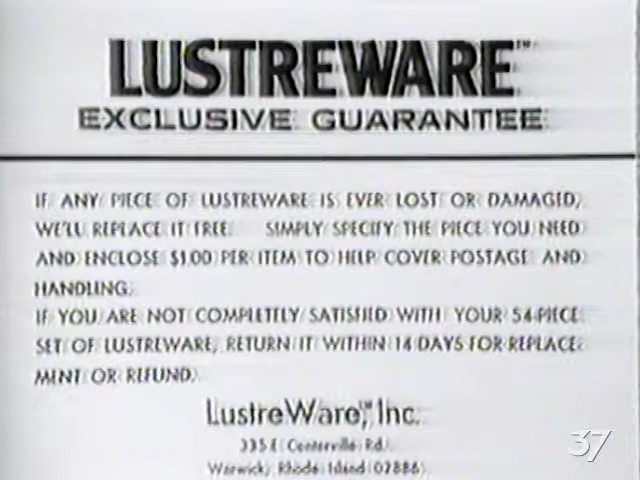 LUSTREWARE™
EXCLUSIVE GUARANTEE
IF ANY PIECE OF LUSTREWARE IS EVER LOST OR DAMAGED,
WE'LL REPLACE IT FREE. SIMPLY SPECIFY THE PIECE YOU NEED
AND ENCLOSE $1.00 PER ITEM TO HELP COVER POSTAGE AND
HANDLING.
IF YOU ARE NOT COMPLETELY SATISFIED WITH YOUR 54-PIECE
SET OF LUSTREWARE, RETURN IT WITHIN 14 DAYS FOR REPLACE-
MENT OR REFUND.
LustreWare,™ Inc.
335 E. Centerville Rd.
Warwick, Rhode Island 02886
37